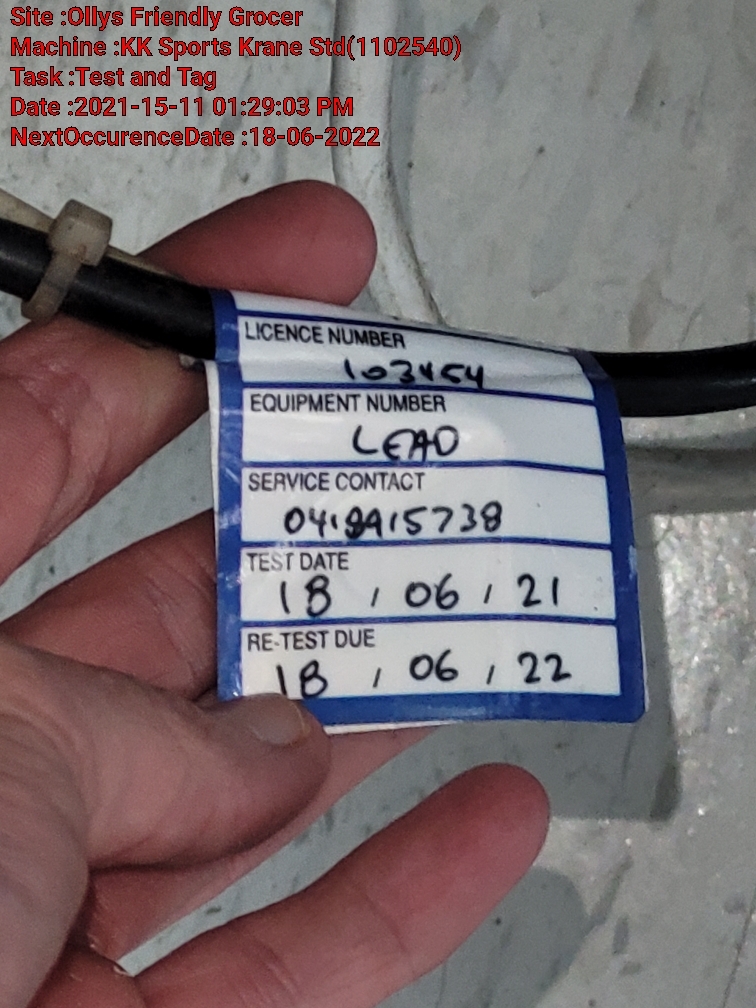 Site :Ollys Friendly Grocer
Machine :KK Sports Krane Std(1102540)
Task :Test and Tag
Date :2021-15-11 01:29:03 PM
NextOccurenceDate :18-06-2022
LICENCE NUMBER
103454
EQUIPMENT NUMBER
LEAD
SERVICE CONTACT
TEST DATE
18 / 06 / 21
RE-TEST DUE
18 / 06 / 22